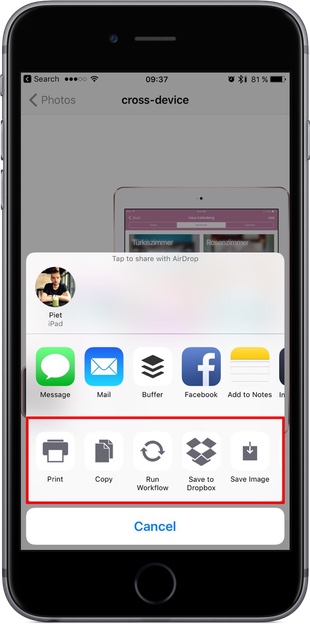 Search 09:37 81 %
Photos cross-device
Türkiszimmer Rosenzimmer
Tap to share with AirDrop
Piet
iPad
Message Mail Buffer Facebook Add to Notes
Print Copy Run Workflow Save to Dropbox Save Image
Cancel